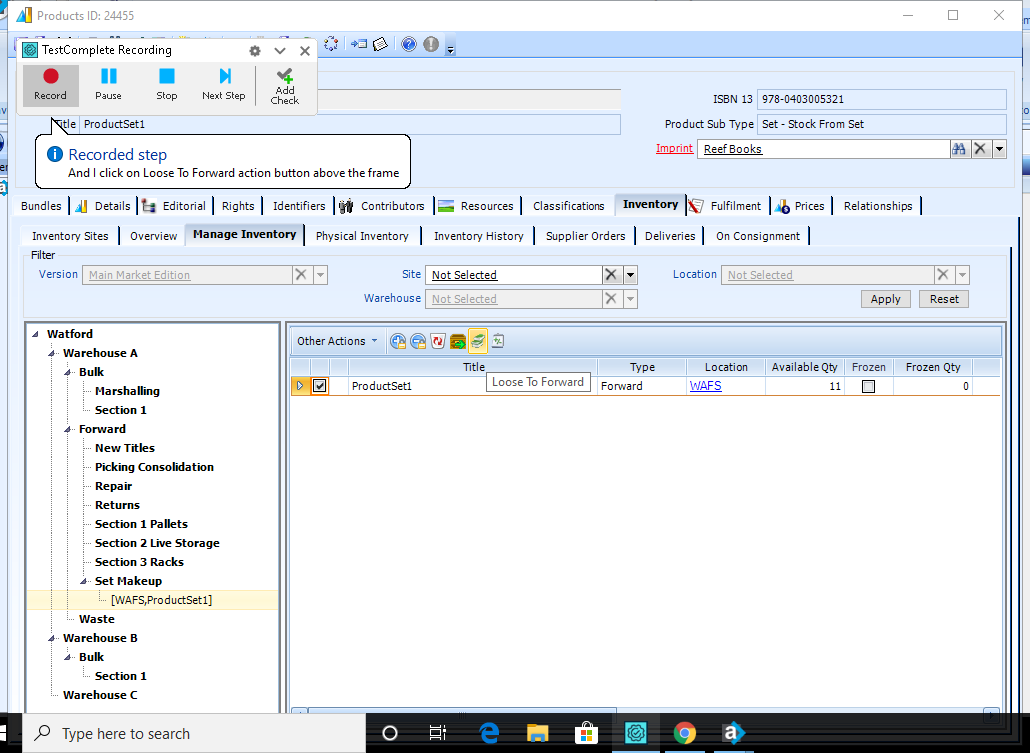 Products ID: 24455
TestComplete Recording
Record
Pause
Stop
Next Step
Add
Check
ISBN 13 978-0403005321
Title ProductSet1
Product Sub Type Set - Stock From Set
Imprint Reef Books
Recorded step
And I click on Loose To Forward action button above the frame
Bundles Details Editorial Rights Identifiers Contributors Resources Classifications Inventory Fulfilment Prices Relationships
Inventory Sites Overview Manage Inventory Physical Inventory Inventory History Supplier Orders Deliveries On Consignment
Filter
Version Main Market Edition Site Not Selected Location Not Selected
Warehouse Not Selected
Apply Reset
Watford
Warehouse A
Bulk
Marshalling
Section 1
Forward
New Titles
Picking Consolidation
Repair
Returns
Section 1 Pallets
Section 2 Live Storage
Section 3 Racks
Set Makeup
[WAFS,ProductSet1]
Waste
Warehouse B
Bulk
Section 1
Warehouse C
Other Actions
Title Type Location Available Qty Frozen Frozen Qty
ProductSet1 Forward WAFS 11 0
Loose To Forward
Type here to search